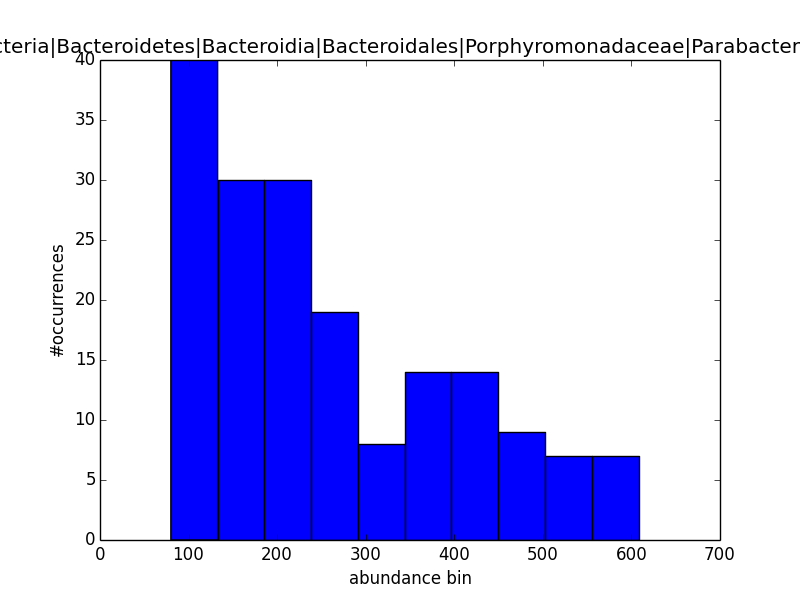 cteria|Bacteroidetes|Bacteroidia|Bacteroidales|Porphyromonadaceae|Parabacter
40
35
30
25
20
15
10
5
0
#occurrences
0 100 200 300 400 500 600 700
abundance bin